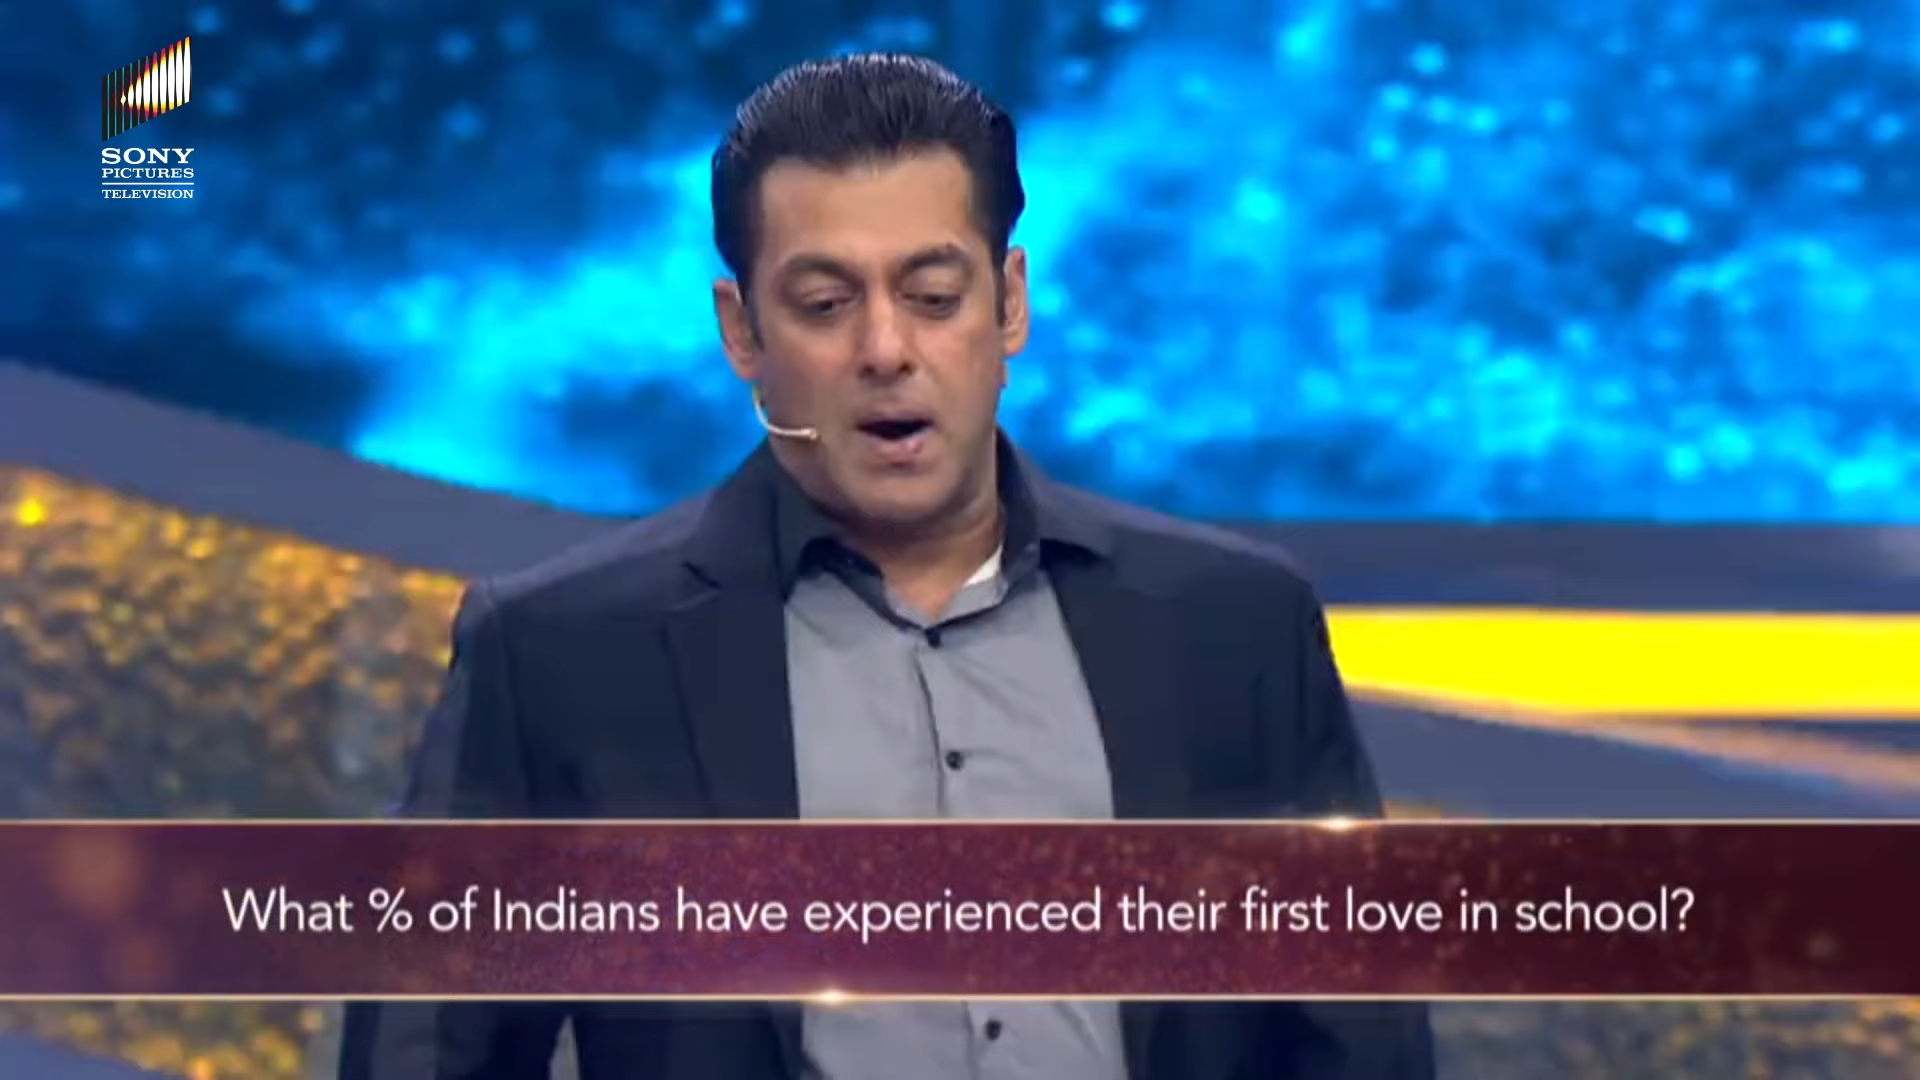 SONY
PICTURES
TELEVISION
What % of Indians have experienced their first love in school?